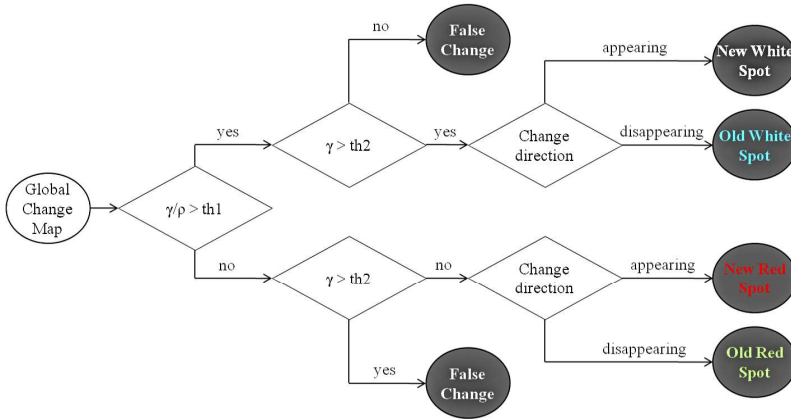 no
False
Change
appearing
New White
Spot
yes
γ > th2
yes
Change
direction
disappearing
Old White
Spot
Global
Change
Map
γ/ρ > th1
no
γ > th2
no
Change
direction
appearing
New Red
Spot
disappearing
Old Red
Spot
yes
False
Change